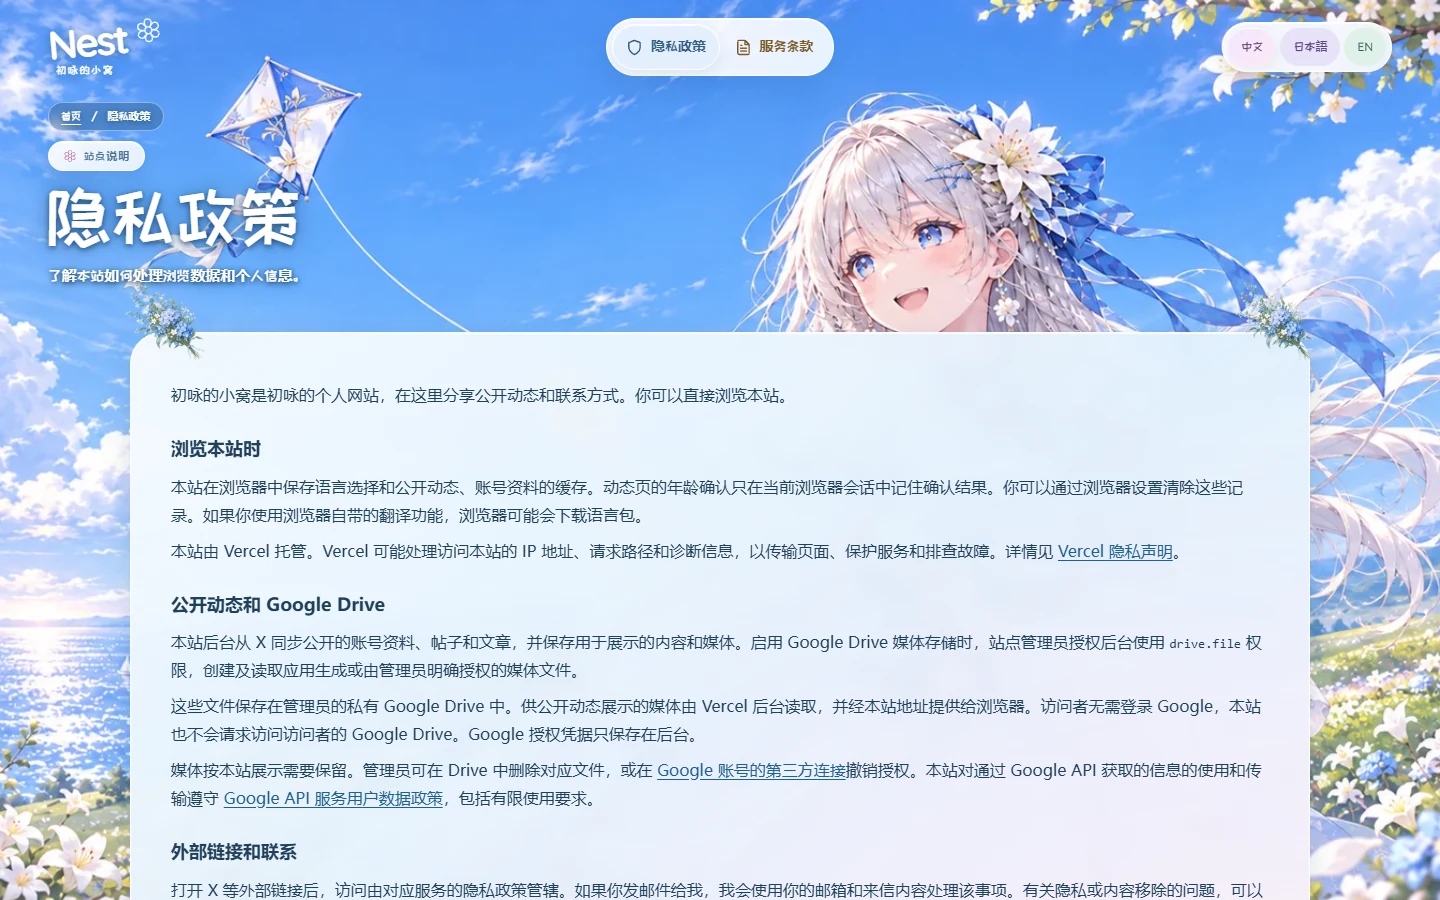 Nest
初咏的小窝
隐私政策
服务条款
中文
日本語
EN
首页 / 隐私政策
站点说明
隐私政策
了解本站如何处理浏览数据和个人信息。
初咏的小窝是初咏的个人网站，在这里分享公开动态和联系方式。你可以直接浏览本站。
浏览本站时
本站在浏览器中保存语言选择和公开动态、账号资料的缓存。动态页的年龄确认只在当前浏览器会话中记住确认结果。你可以通过浏览器设置清除这些记
录。如果你使用浏览器自带的翻译功能，浏览器可能会下载语言包。
本站由 Vercel 托管。Vercel 可能处理访问本站的 IP 地址、请求路径和诊断信息，以传输页面、保护服务和排查故障。详情见 Vercel 隐私声明。
公开动态和 Google Drive
本站后台从 X 同步公开的账号资料、帖子和文章，并保存用于展示的内容和媒体。启用 Google Drive 媒体存储时，站点管理员授权后台使用 drive.file 权
限，创建及读取应用生成或由管理员明确授权的媒体文件。
这些文件保存在管理员的私有 Google Drive 中。供公开动态展示的媒体由 Vercel 后台读取，并经本站地址提供给浏览器。访问者无需登录 Google，本站
也不会请求访问访问者的 Google Drive。Google 授权凭据只保存在后台。
媒体按本站展示需要保留。管理员可在 Drive 中删除对应文件，或在 Google 账号的第三方连接撤销授权。本站对通过 Google API 获取的信息的使用和传
输遵守 Google API 服务用户数据政策，包括有限使用要求。
外部链接和联系
打开 X 等外部链接后，访问由对应服务的隐私政策管辖。如果你发邮件给我，我会使用你的邮箱和来信内容处理该事项。有关隐私或内容移除的问题，可以